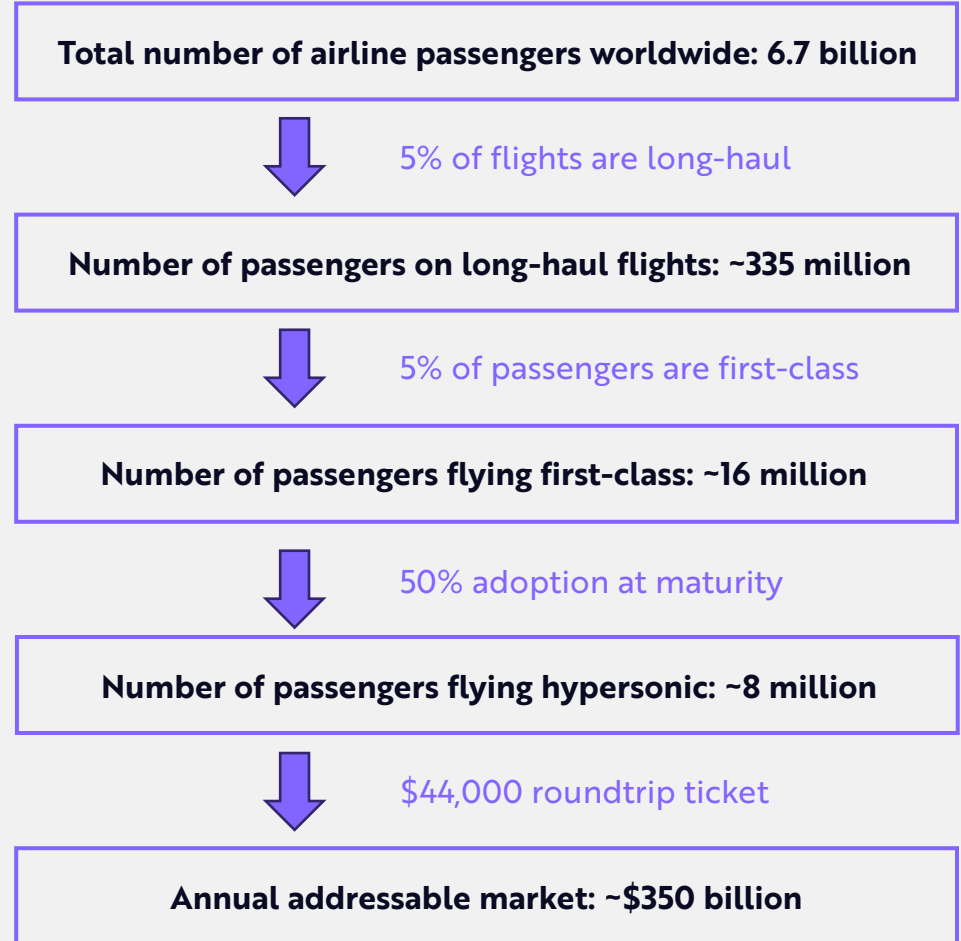 Total number of airline passengers worldwide: 6.7 billion
5% of flights are long-haul
Number of passengers on long-haul flights: ~335 million
5% of passengers are first-class
Number of passengers flying first-class: ~16 million
50% adoption at maturity
Number of passengers flying hypersonic: ~8 million
$44,000 roundtrip ticket
Annual addressable market: ~$350 billion